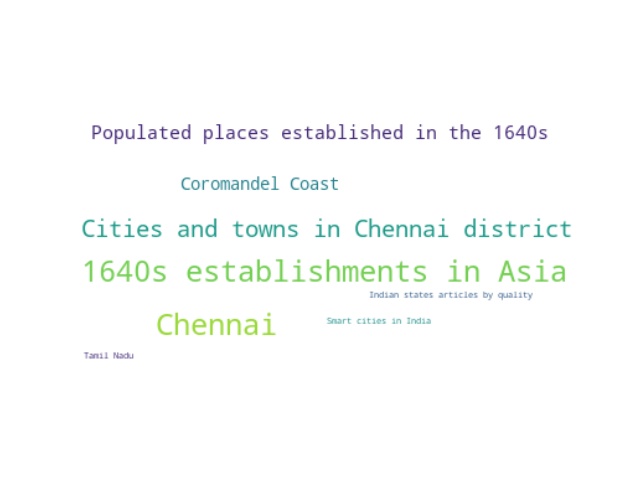 Populated places established in the 1640s
Coromandel Coast
Cities and towns in Chennai district
1640s establishments in Asia
Indian states articles by quality
Chennai
Smart cities in India
Tamil Nadu